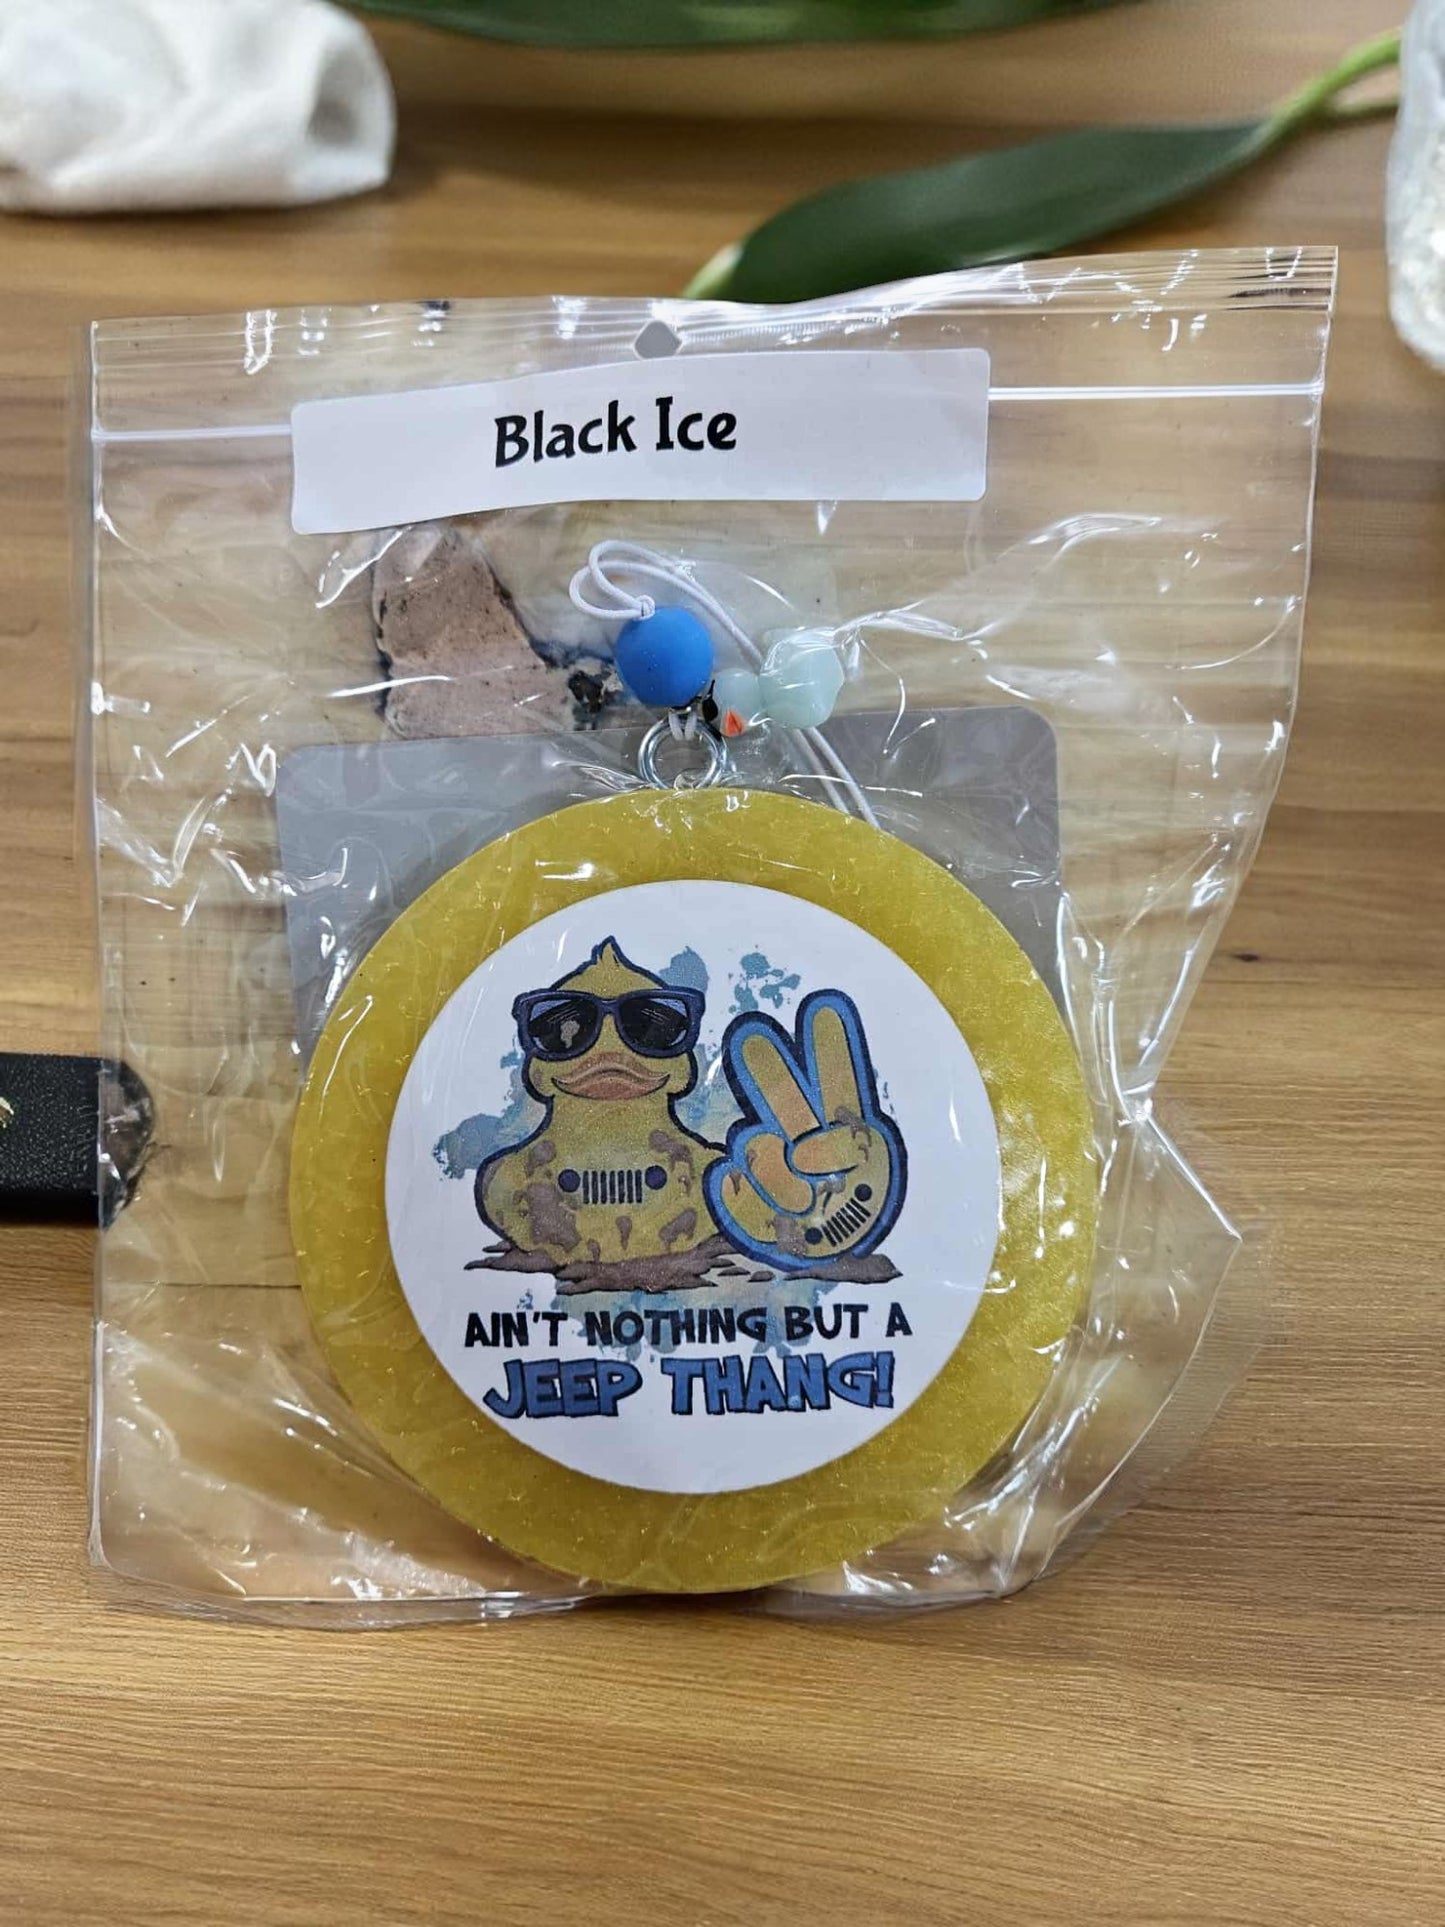 Black Ice
AIN'T NOTHING BUT A
JEEP THANG!